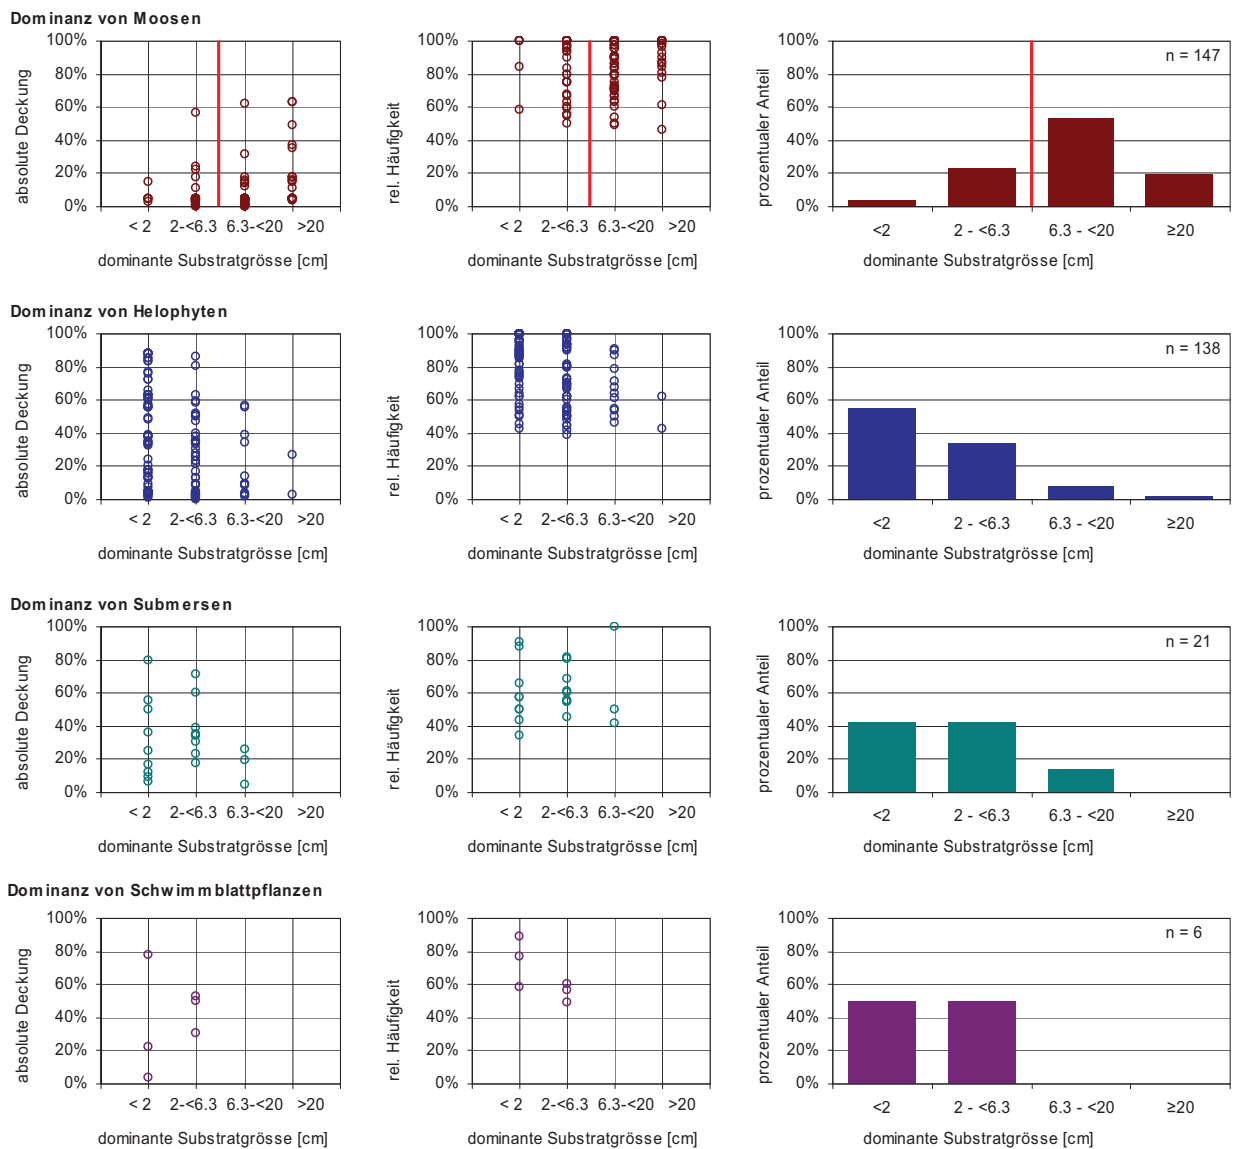 Dominanz von Moosen
absolute Deckung
100%
80%
60%
40%
20%
0%
< 2 2-<6.3 6.3-<20 >20
dominante Substratgrösse [cm]
rel. Häufigkeit
100%
80%
60%
40%
20%
0%
< 2 2-<6.3 6.3-<20 >20
dominante Substratgrösse [cm]
prozentualer Anteil
100%
80%
60%
40%
20%
0%
n = 147
<2 2 - <6.3 6.3 - <20 ≥20
dominante Substratgrösse [cm]
Dominanz von Helophyten
absolute Deckung
100%
80%
60%
40%
20%
0%
< 2 2-<6.3 6.3-<20 >20
dominante Substratgrösse [cm]
rel. Häufigkeit
100%
80%
60%
40%
20%
0%
< 2 2-<6.3 6.3-<20 >20
dominante Substratgrösse [cm]
prozentualer Anteil
100%
80%
60%
40%
20%
0%
n = 138
<2 2 - <6.3 6.3 - <20 ≥20
dominante Substratgrösse [cm]
Dominanz von Submersen
absolute Deckung
100%
80%
60%
40%
20%
0%
< 2 2-<6.3 6.3-<20 >20
dominante Substratgrösse [cm]
rel. Häufigkeit
100%
80%
60%
40%
20%
0%
< 2 2-<6.3 6.3-<20 >20
dominante Substratgrösse [cm]
prozentualer Anteil
100%
80%
60%
40%
20%
0%
n = 21
<2 2 - <6.3 6.3 - <20 ≥20
dominante Substratgrösse [cm]
Dominanz von Schwimmblattpflanzen
absolute Deckung
100%
80%
60%
40%
20%
0%
< 2 2-<6.3 6.3-<20 >20
dominante Substratgrösse [cm]
rel. Häufigkeit
100%
80%
60%
40%
20%
0%
< 2 2-<6.3 6.3-<20 >20
dominante Substratgrösse [cm]
prozentualer Anteil
100%
80%
60%
40%
20%
0%
n = 6
<2 2 - <6.3 6.3 - <20 ≥20
dominante Substratgrösse [cm]